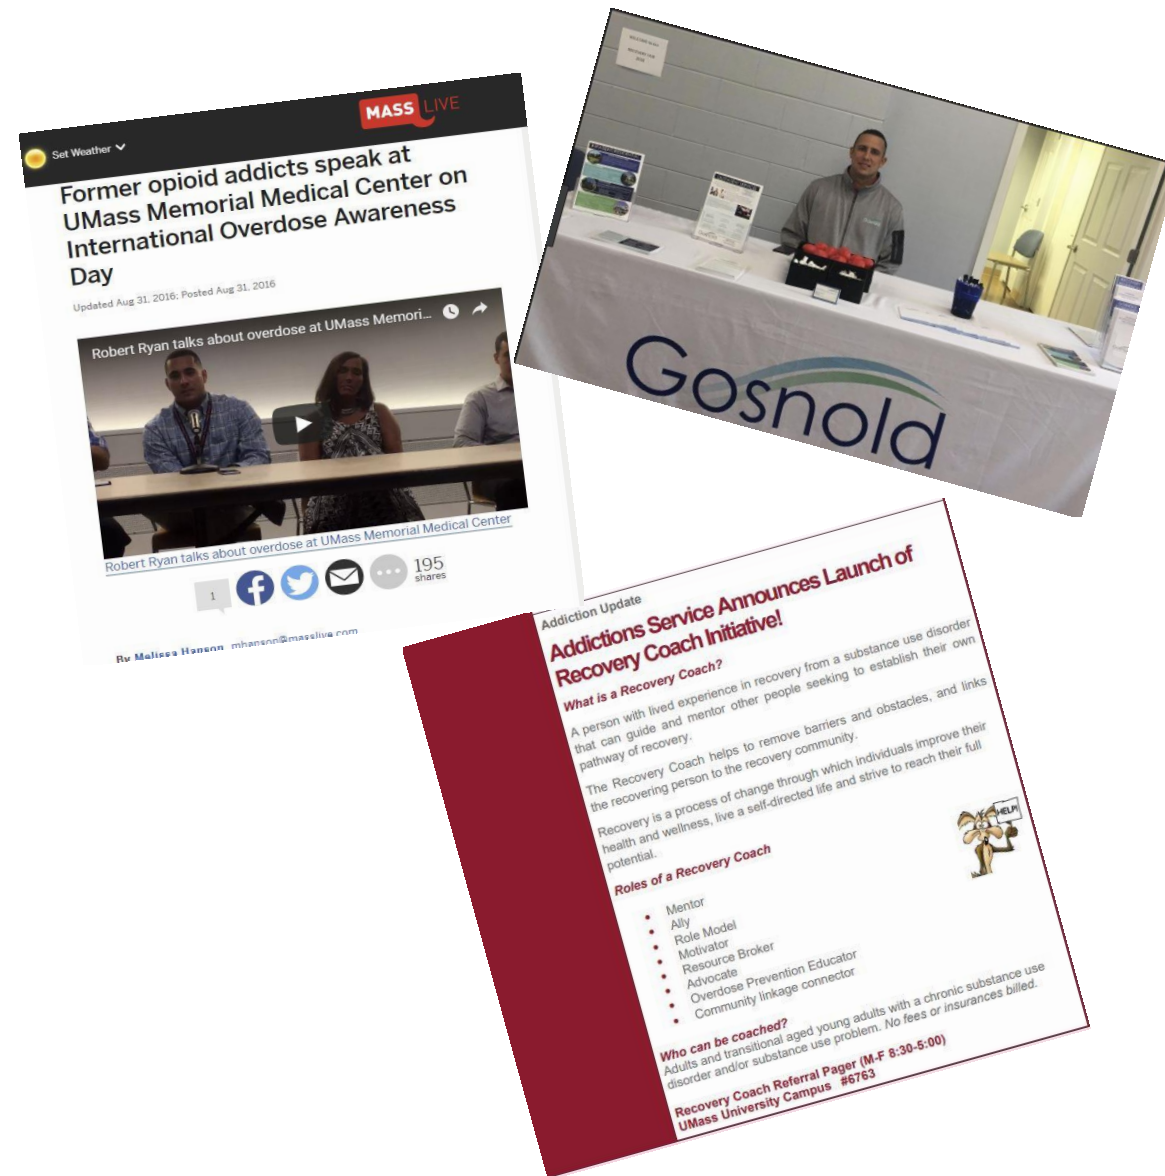 MASS LIVE
Set Weather
Former opioid addicts speak at
UMass Memorial Medical Center on
International Overdose Awareness
Day
Updated Aug 31, 2016; Posted Aug 31, 2016
Robert Ryan talks about overdose at UMass Memori...
Robert Ryan talks about overdose at UMass Memorial Medical Center
1
195
shares
By Melissa Hanson, mhanson@masslive.com
Gosnold
Addiction Update
Addictions Service Announces Launch of
Recovery Coach Initiative!
What is a Recovery Coach?
A person with lived experience in recovery from a substance use disorder
that can guide and mentor other people seeking to establish their own
pathway of recovery.
The Recovery Coach helps to remove barriers and obstacles, and links
the recovering person to the recovery community.
Recovery is a process of change through which individuals improve their
health and wellness, live a self-directed life and strive to reach their full
potential.
HELP!
Roles of a Recovery Coach
• Mentor
• Ally
• Role Model
• Motivator
• Resource Broker
• Advocate
• Overdose Prevention Educator
• Community linkage connector
Who can be coached?
Adults and transitional aged young adults with a chronic substance use
disorder and/or substance use problem. No fees or insurances billed.
Recovery Coach Referral Pager (M-F 8:30-5:00)
UMass University Campus #6763